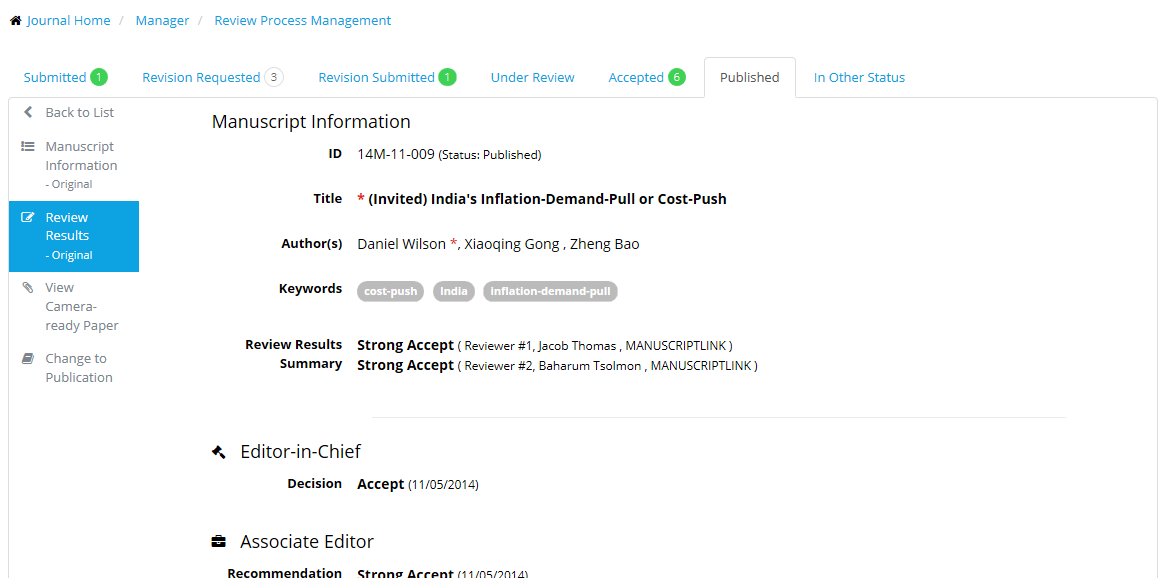 Journal Home / Manager / Review Process Management
Submitted 1 Revision Requested 3 Revision Submitted 1 Under Review Accepted 6 Published In Other Status
Back to List
Manuscript
Information
- Original
Review
Results
- Original
View
Camera-
ready Paper
Change to
Publication
Manuscript Information
ID 14M-11-009 (Status: Published)
Title * (Invited) India's Inflation-Demand-Pull or Cost-Push
Author(s) Daniel Wilson *, Xiaoqing Gong , Zheng Bao
Keywords cost-push India inflation-demand-pull
Review Results Strong Accept ( Reviewer #1, Jacob Thomas , MANUSCRIPTLINK )
Summary Strong Accept ( Reviewer #2, Baharum Tsolmon , MANUSCRIPTLINK )
Editor-in-Chief
Decision Accept (11/05/2014)
Associate Editor
Recommendation Strong Accept (11/05/2014)